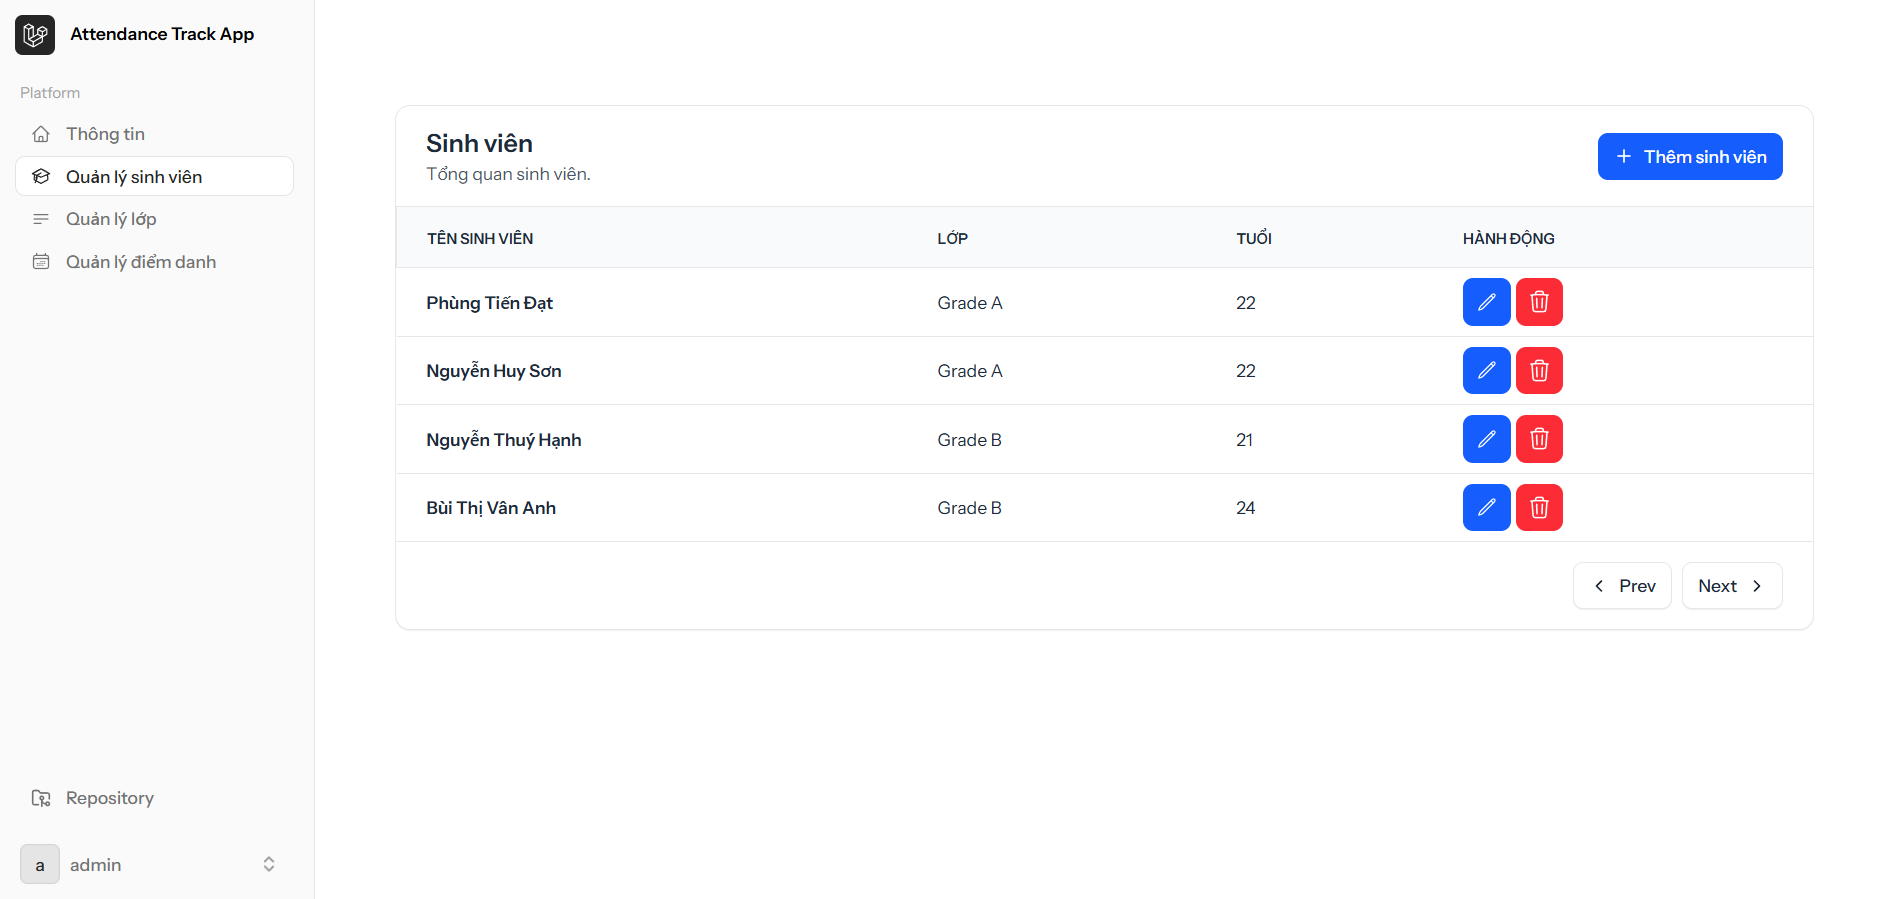 Attendance Track App
Platform
Thông tin
Quản lý sinh viên
Quản lý lớp
Quản lý điểm danh
Repository
a admin
Sinh viên
Tổng quan sinh viên.
+ Thêm sinh viên
TÊN SINH VIÊN LỚP TUỔI HÀNH ĐỘNG
Phùng Tiến Đạt Grade A 22
Nguyễn Huy Sơn Grade A 22
Nguyễn Thuý Hạnh Grade B 21
Bùi Thị Vân Anh Grade B 24
Prev Next